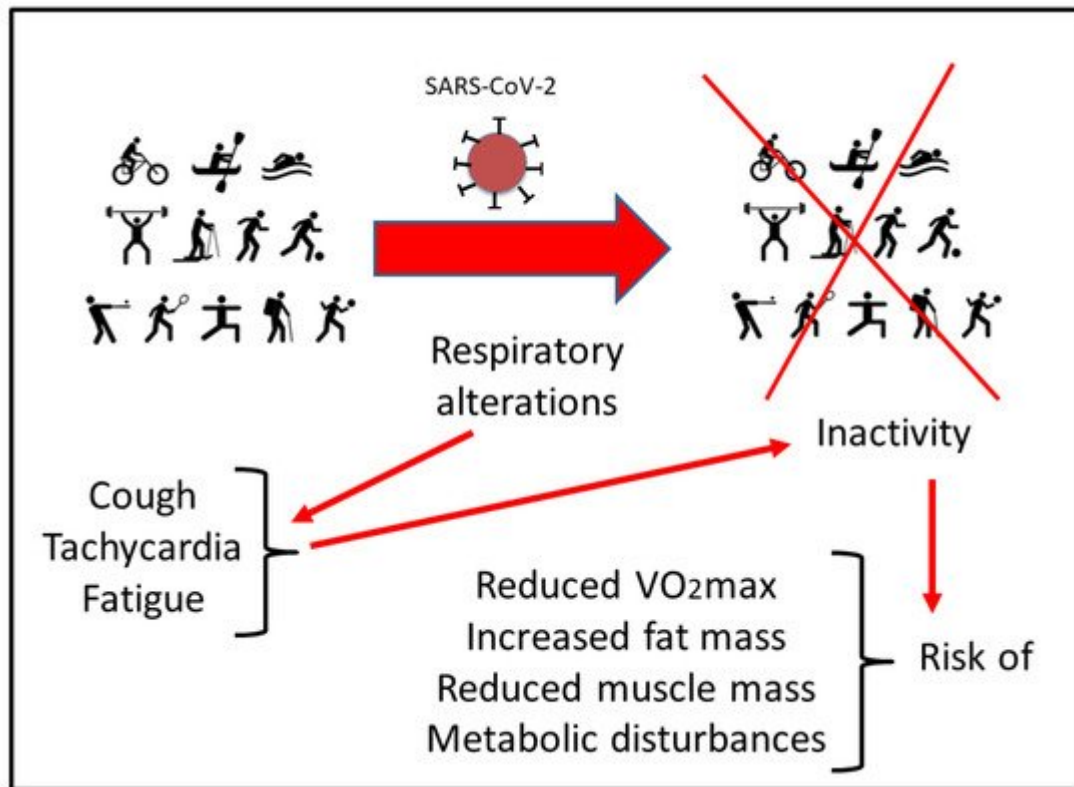 SARS-CoV-2
Respiratory
alterations
Inactivity
Cough
Tachycardia
Fatigue
Reduced VO2max
Increased fat mass
Reduced muscle mass
Metabolic disturbances
Risk of